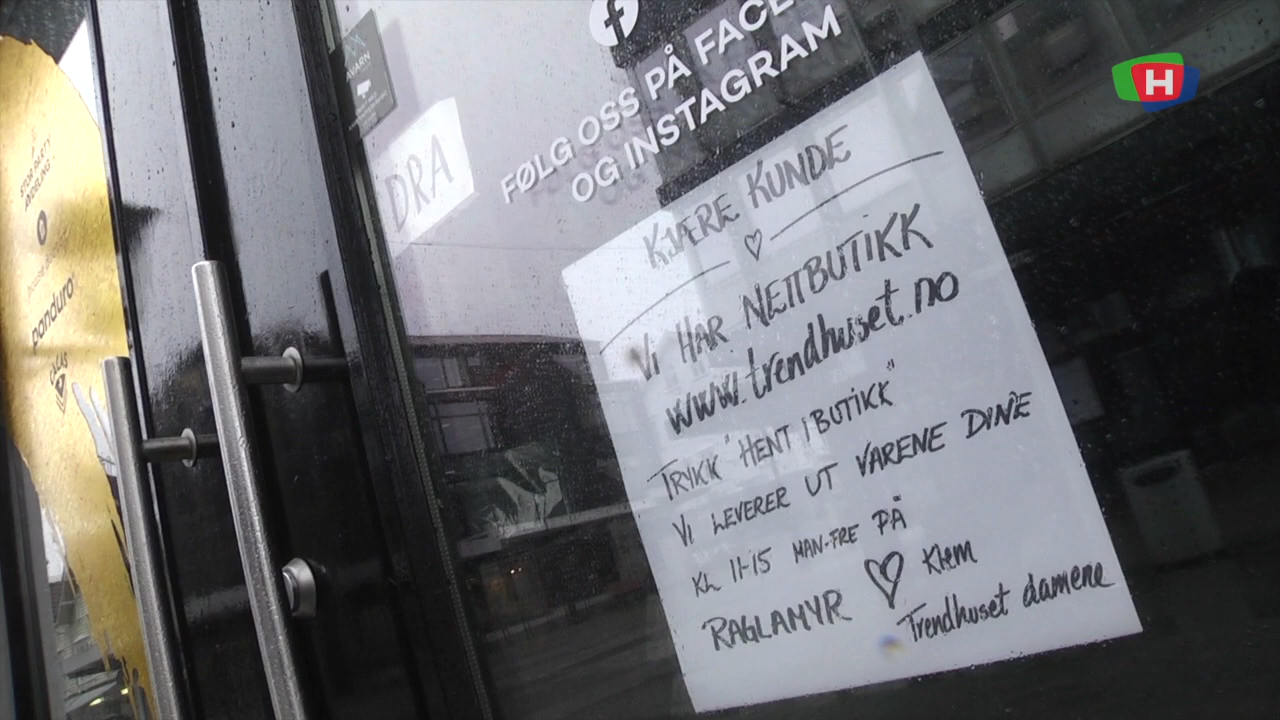 FØLG OSS PÅ
OG INSTAGRAM
DRA
panduro
CACAS
KJÆRE KUNDE
VI HAR NETTBUTIKK
www.trendhuset.no
TRYKK "HENT I BUTIKK"
VI LEVERER UT VARENE DINE
KL 11-15 MAN-FRE PÅ
RAGLAMYR ♡ Klem
Trendhuset damene
H